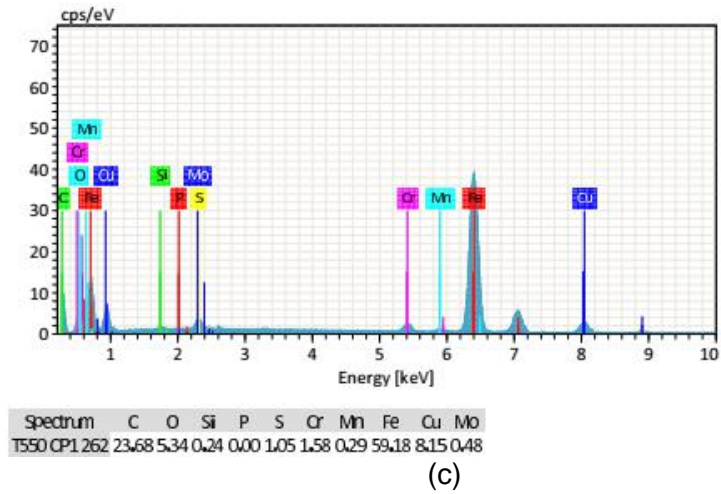 cps/eV
70
60
50
40
30
20
10
0
Mn
Cr
O Cu Si Mo
C Fe P S Cr Mn Fe Cu
1 2 3 4 5 6 7 8 9 10
Energy [keV]
Spectrum C O Si P S Cr Mn Fe Cu Mo
T550 CP1 262 23.68 5.34 0.24 0.00 1.05 1.58 0.29 59.18 8.15 0.48
(c)